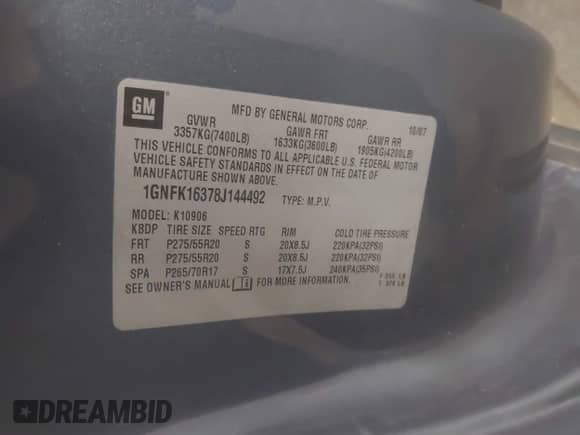 GM
MFD BY GENERAL MOTORS CORP. 10/07
GVWR GAWR FRT GAWR RR
3357KG(7400LB) 1633KG(3600LB) 1905KG(4200LB)
THIS VEHICLE CONFORMS TO ALL APPLICABLE U.S. FEDERAL MOTOR
VEHICLE SAFETY STANDARDS IN EFFECT ON THE DATE OF
MANUFACTURE SHOWN ABOVE.
1GNFK16378J144492 TYPE: M.P.V.
MODEL: K10906
KBDP TIRE SIZE SPEED RTG RIM COLD TIRE PRESSURE
FRT P275/55R20 S 20X8.5J 220KPA(32PSI)
RR P275/55R20 S 20X8.5J 220KPA(32PSI)
SPA P265/70R17 S 17X7.5J 240KPA(35PSI)
SEE OWNER'S MANUAL FOR MORE INFORMATION.
DREAMBID